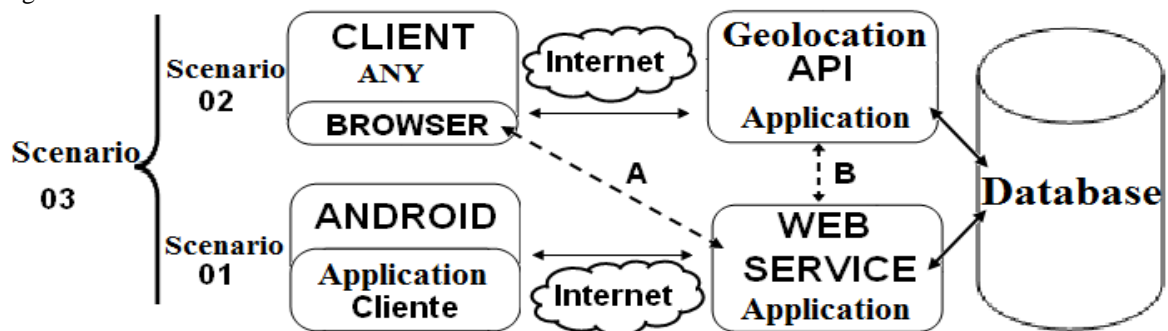 Scenario
03
Scenario
02
CLIENT
ANY
BROWSER
Internet
Geolocation
API
Application
A
B
Database
Scenario
01
ANDROID
Application
Cliente
Internet
WEB
SERVICE
Application